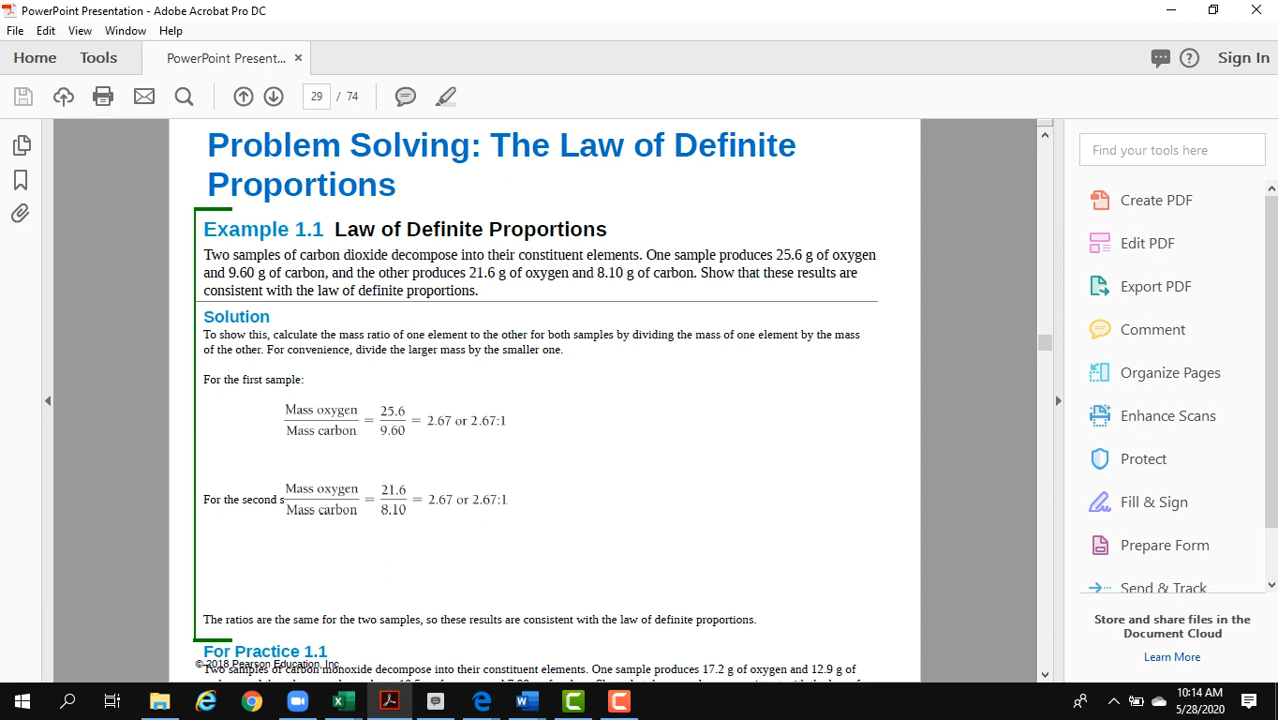 PowerPoint Presentation - Adobe Acrobat Pro DC
File Edit View Window Help
Home Tools PowerPoint Present... ×
Sign In
29 / 74
Problem Solving: The Law of Definite
Proportions
Example 1.1 Law of Definite Proportions
Two samples of carbon dioxide decompose into their constituent elements. One sample produces 25.6 g of oxygen
and 9.60 g of carbon, and the other produces 21.6 g of oxygen and 8.10 g of carbon. Show that these results are
consistent with the law of definite proportions.
Solution
To show this, calculate the mass ratio of one element to the other for both samples by dividing the mass of one element by the mass
of the other. For convenience, divide the larger mass by the smaller one.
For the first sample:
Mass oxygen / Mass carbon = 25.6 / 9.60 = 2.67 or 2.67:1
For the second s
Mass oxygen / Mass carbon = 21.6 / 8.10 = 2.67 or 2.67:1
The ratios are the same for the two samples, so these results are consistent with the law of definite proportions.
For Practice 1.1
© 2018 Pearson Education, Inc.
Two samples of carbon monoxide decompose into their constituent elements. One sample produces 17.2 g of oxygen and 12.9 g of
Find your tools here
Create PDF
Edit PDF
Export PDF
Comment
Organize Pages
Enhance Scans
Protect
Fill & Sign
Prepare Form
Send & Track
Store and share files in the
Document Cloud
Learn More
10:14 AM
5/28/2020